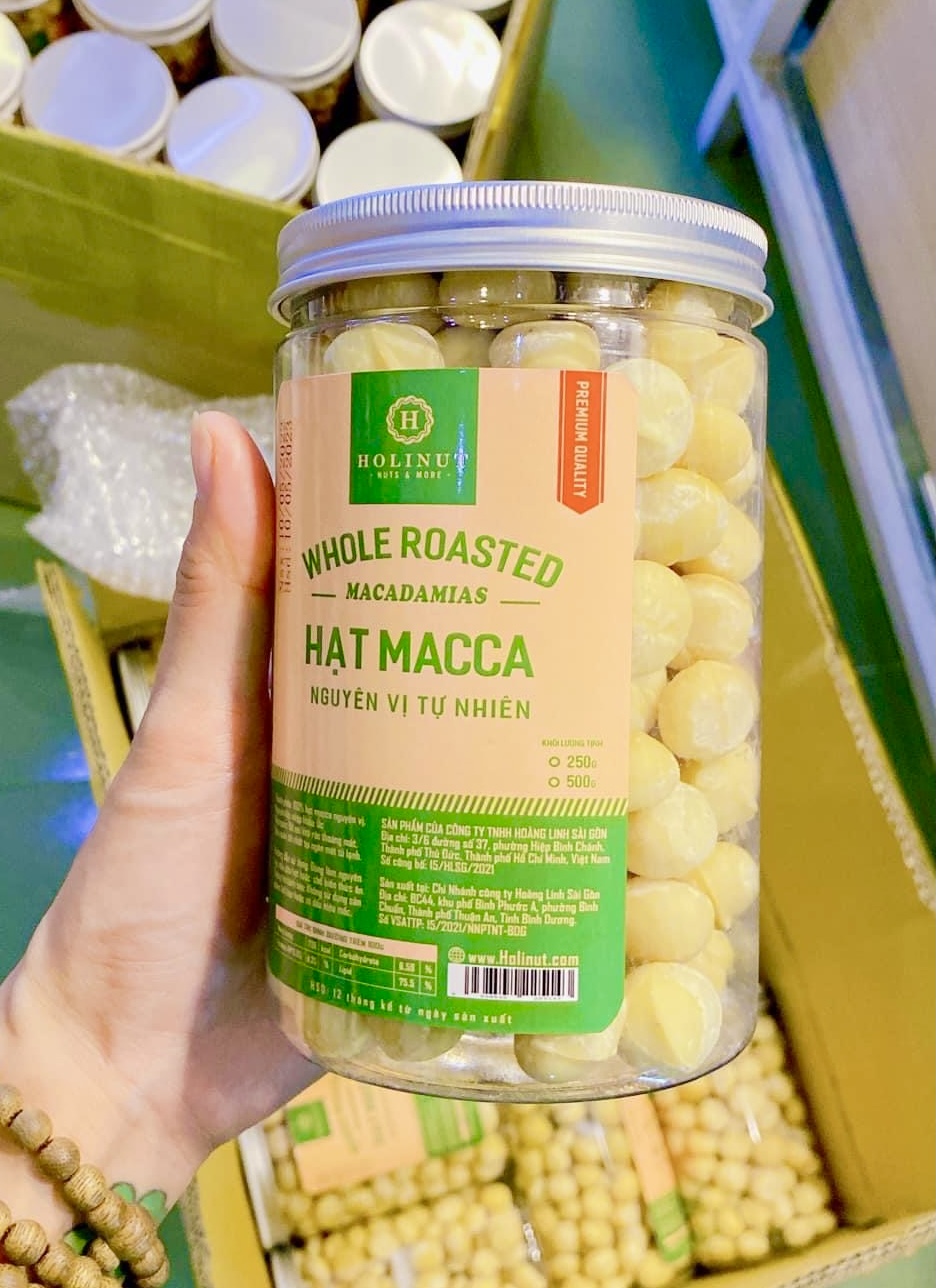 H
HOLINUT
NUTS & MORE
PREMIUM QUALITY
WHOLE ROASTED
MACADAMIAS
HẠT MACCA
NGUYÊN VỊ TỰ NHIÊN
KHỐI LƯỢNG TỊNH
250G
500G
SẢN PHẨM CỦA CÔNG TY TNHH HOÀNG LINH SÀI GÒN
Địa chỉ: 3/6 đường số 37, phường Hiệp Bình Chánh,
Thành phố Thủ Đức, Thành phố Hồ Chí Minh, Việt Nam
Số công bố: 15/HLSG/2021
Sản xuất tại: Chi Nhánh công ty Hoàng Linh Sài Gòn
Địa chỉ: BC44, khu phố Bình Phước A, phường Bình
Chuẩn, Thành phố Thuận An, Tỉnh Bình Dương.
Số VSATTP: 15/2021/NNPTNT-BDG
www.Holinut.com
Carbohydrate 8.58 %
Lipid 75.5 %
HSD: 12 tháng kể từ ngày sản xuất